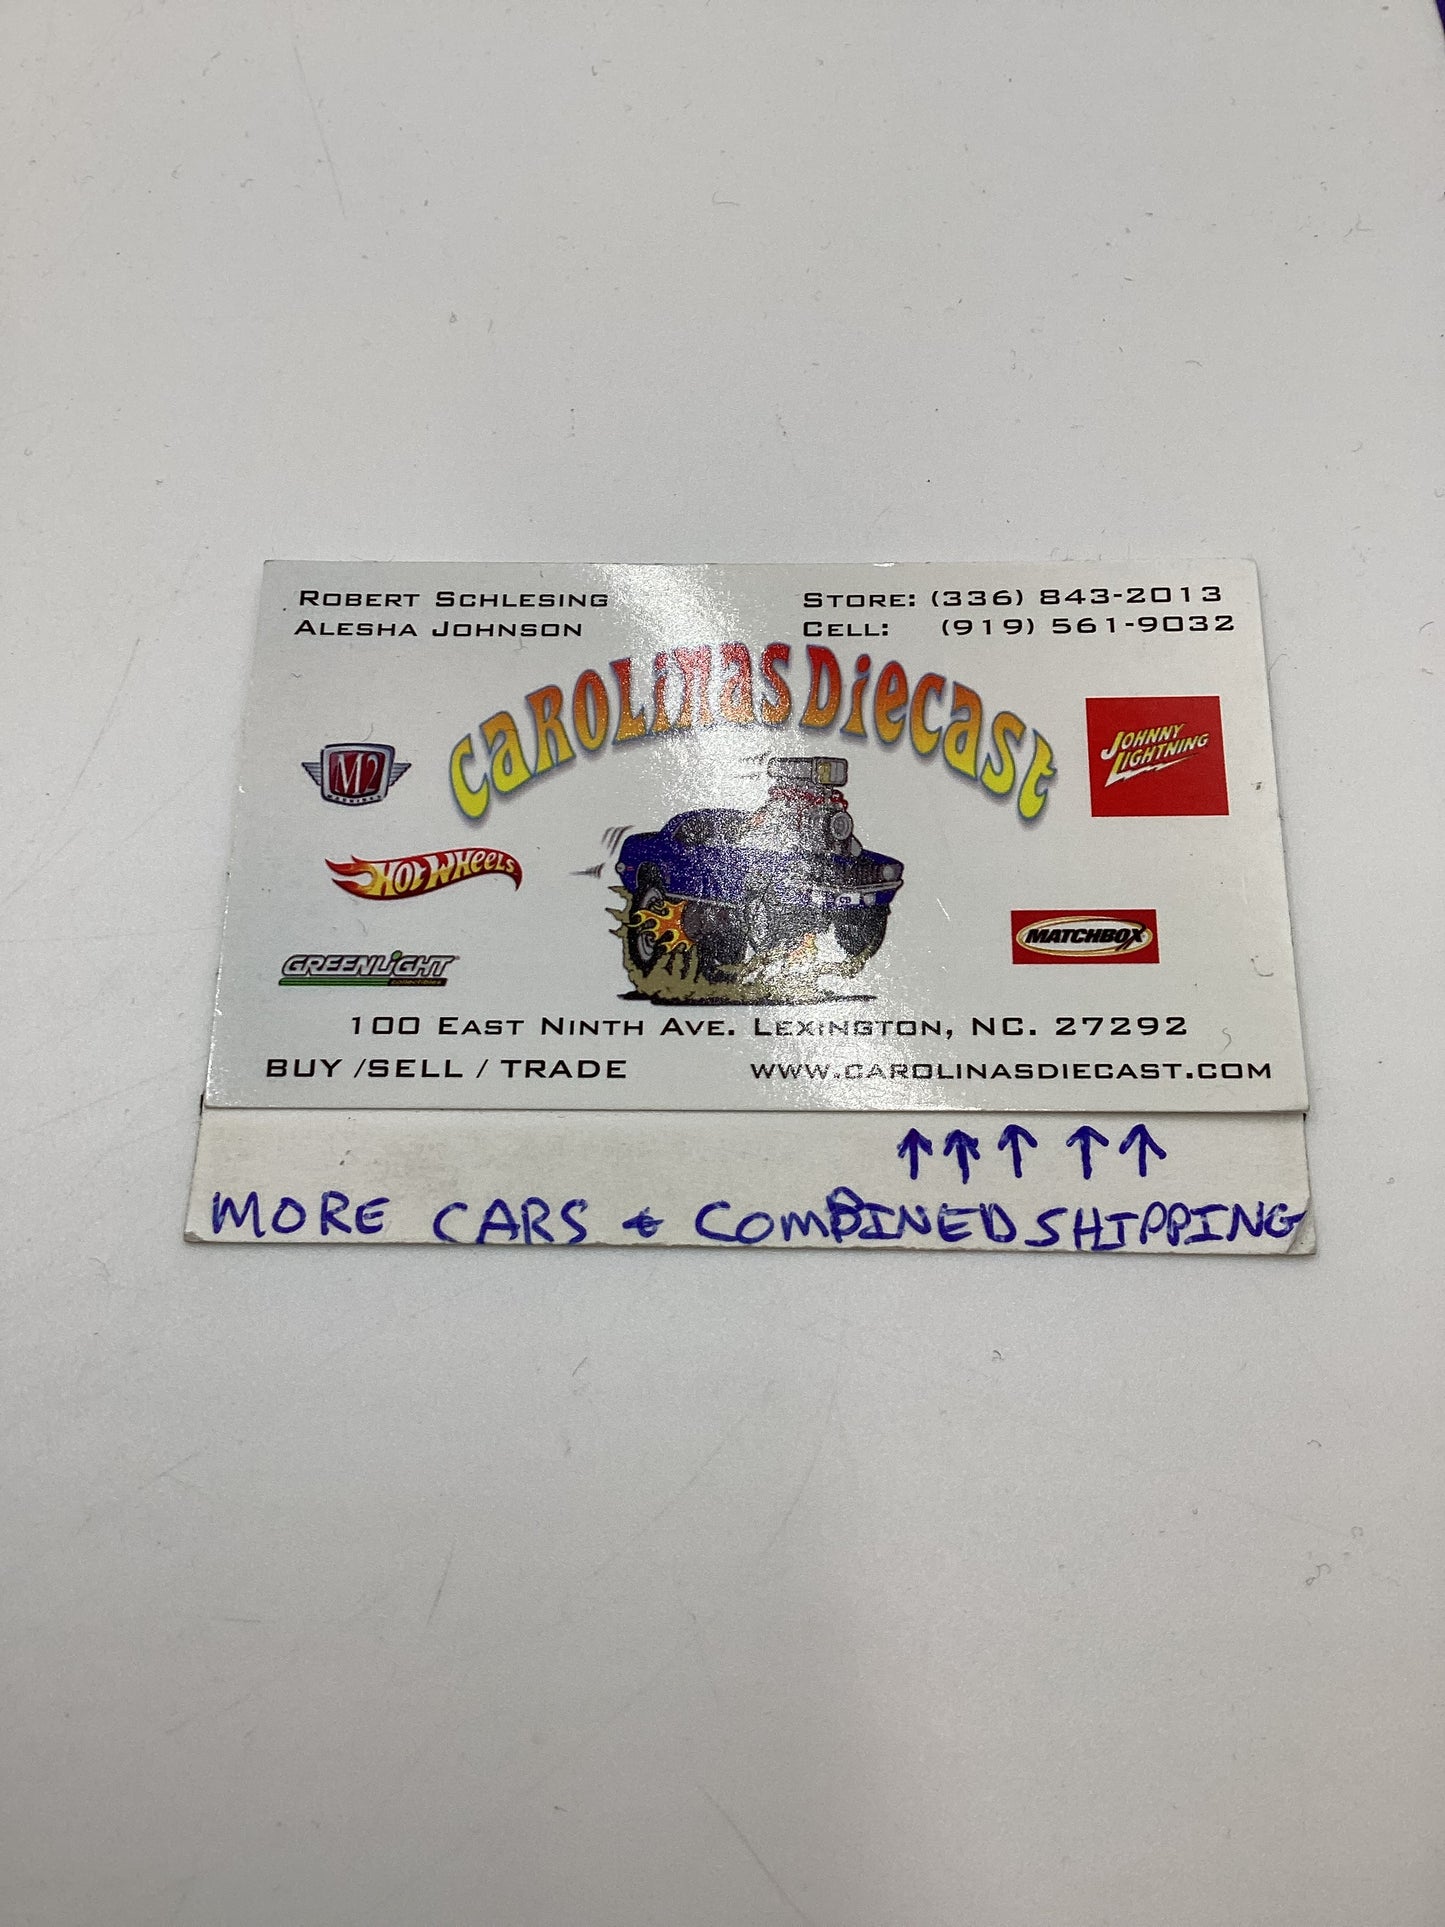 ROBERT SCHLESING
ALESHA JOHNSON
STORE: (336) 843-2013
CELL: (919) 561-9032
CAROLINAS DIECAST
M2
MACHINES
JOHNNY
LIGHTNING
HOT WHEELS
MATCHBOX
GREENLIGHT
collectibles
100 EAST NINTH AVE. LEXINGTON, NC. 27292
BUY /SELL / TRADE
WWW.CAROLINASDIECAST.COM
↑↑↑ ↑↑
MORE CARS & COMBINED SHIPPING